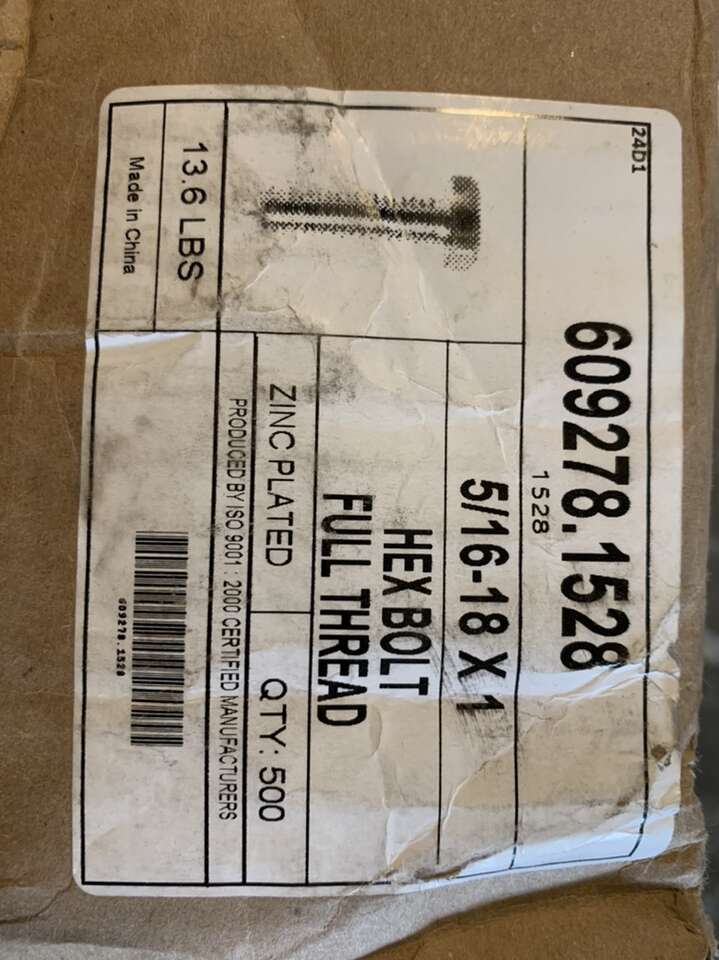 24D1
609278.1528
1528
5/16-18 X 1
HEX BOLT
FULL THREAD
ZINC PLATED
QTY: 500
PRODUCED BY ISO 9001 : 2000 CERTIFIED MANUFACTURERS
13.6 LBS
Made in China
609278.1528